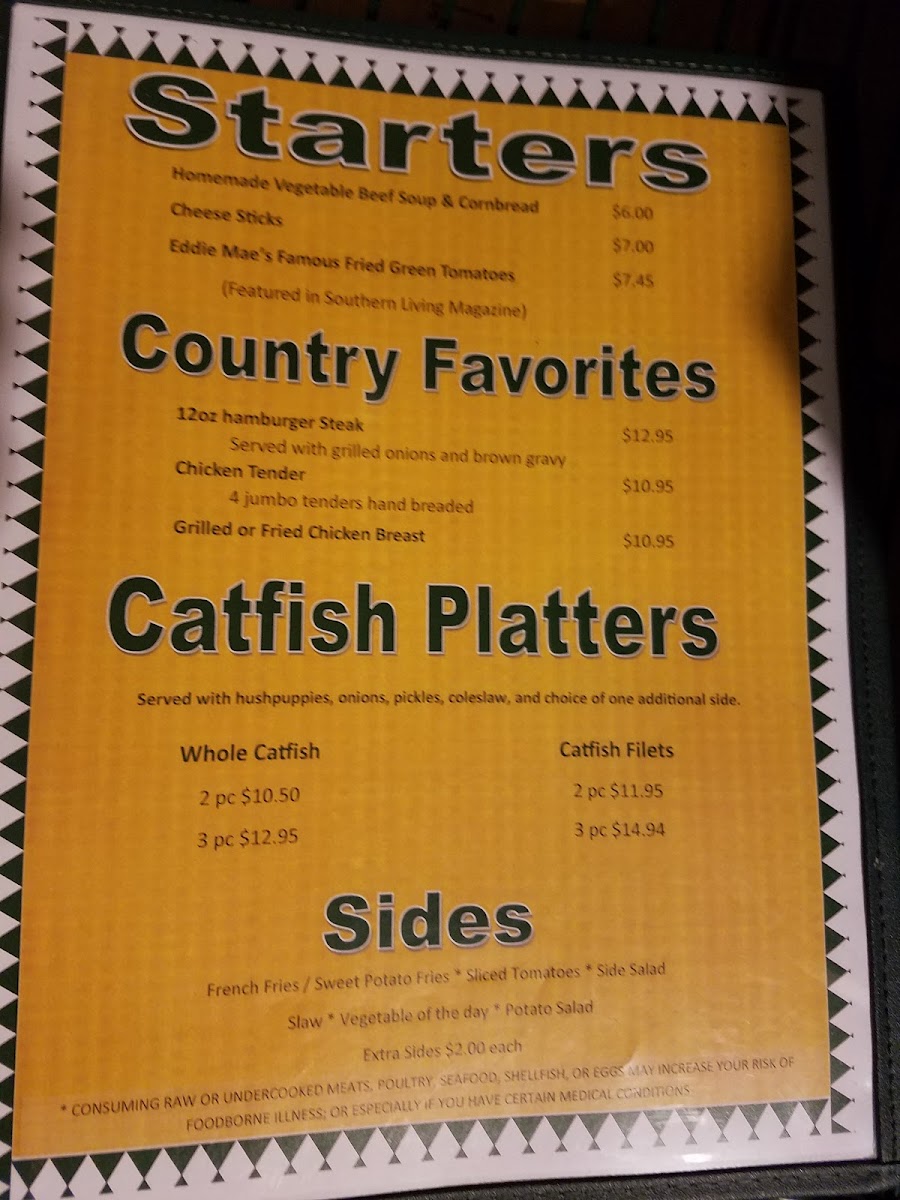 Starters
Homemade Vegetable Beef Soup & Cornbread $6.00
Cheese Sticks $7.00
Eddie Mae's Famous Fried Green Tomatoes $7.45
(Featured in Southern Living Magazine)
Country Favorites
12oz hamburger Steak $12.95
Served with grilled onions and brown gravy
Chicken Tender $10.95
4 jumbo tenders hand breaded
Grilled or Fried Chicken Breast $10.95
Catfish Platters
Served with hushpuppies, onions, pickles, coleslaw, and choice of one additional side.
Whole Catfish Catfish Filets
2 pc $10.50 2 pc $11.95
3 pc $12.95 3 pc $14.94
Sides
French Fries / Sweet Potato Fries * Sliced Tomatoes * Side Salad
Slaw * Vegetable of the day * Potato Salad
Extra Sides $2.00 each
* CONSUMING RAW OR UNDERCOOKED MEATS, POULTRY, SEAFOOD, SHELLFISH, OR EGGS MAY INCREASE YOUR RISK OF
FOODBORNE ILLNESS; OR ESPECIALLY IF YOU HAVE CERTAIN MEDICAL CONDITIONS